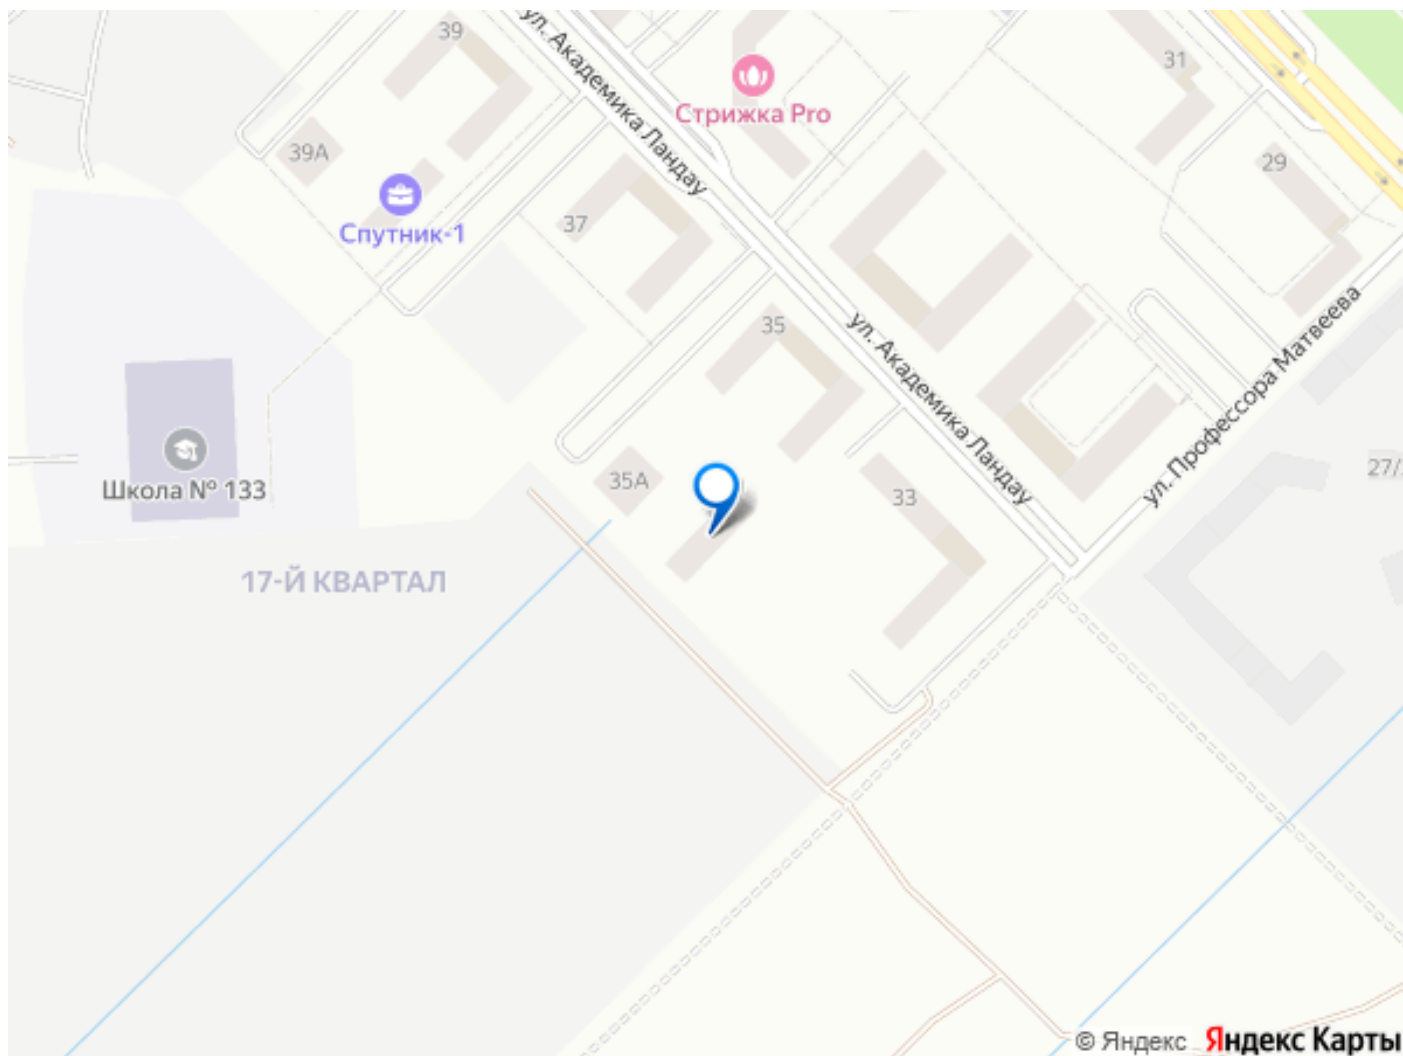 39
ул. Академика Ландау
31
Стрижка Pro
39А
29
37
Спутник-1
35
ул. Академика Ландау
ул. Профессора Матвеева
35А
33
Школа № 133
17-Й КВАРТАЛ
© Яндекс Яндекс Карты